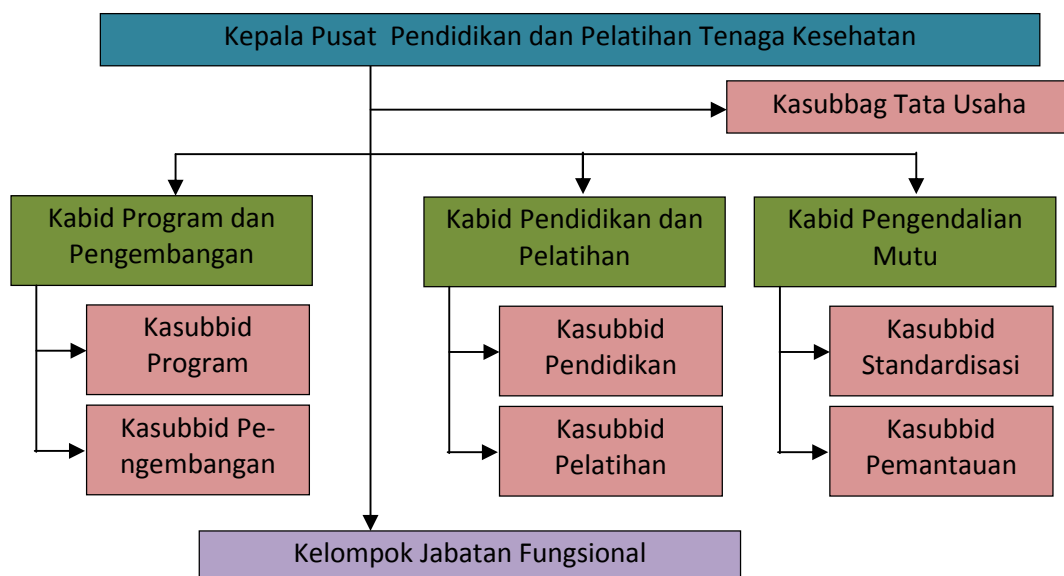 Kepala Pusat  Pendidikan dan Pelatihan Tenaga Kesehatan
Kasubbag Tata Usaha
Kabid Program dan
Pengembangan
Kabid Pendidikan dan
Pelatihan
Kabid Pengendalian
Mutu
Kasubbid
Program
Kasubbid
Pendidikan
Kasubbid
Standardisasi
Kasubbid Pe-
ngembangan
Kasubbid
Pelatihan
Kasubbid
Pemantauan
Kelompok Jabatan Fungsional